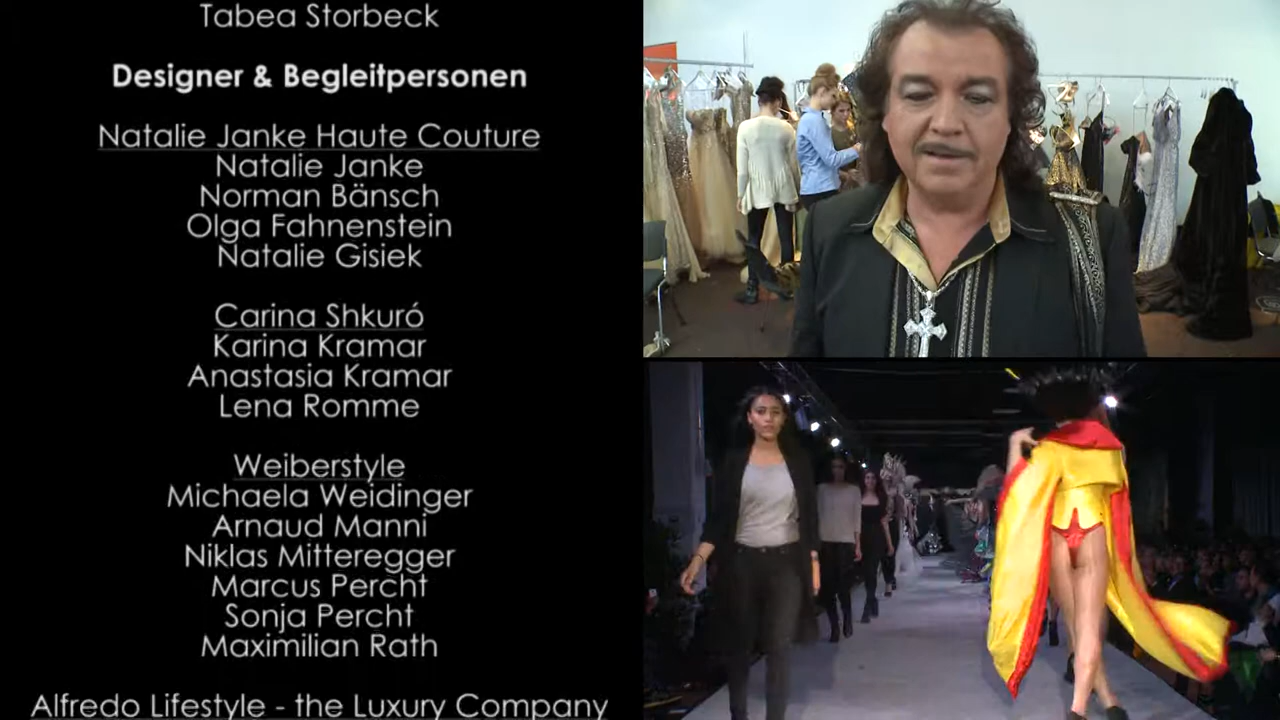 Tabea Storbeck
Designer & Begleitpersonen
Natalie Janke Haute Couture
Natalie Janke
Norman Bänsch
Olga Fahnenstein
Natalie Gisiek
Carina Shkuró
Karina Kramar
Anastasia Kramar
Lena Romme
Weiberstyle
Michaela Weidinger
Arnaud Manni
Niklas Mitteregger
Marcus Percht
Sonja Percht
Maximilian Rath
Alfredo Lifestyle - the Luxury Company